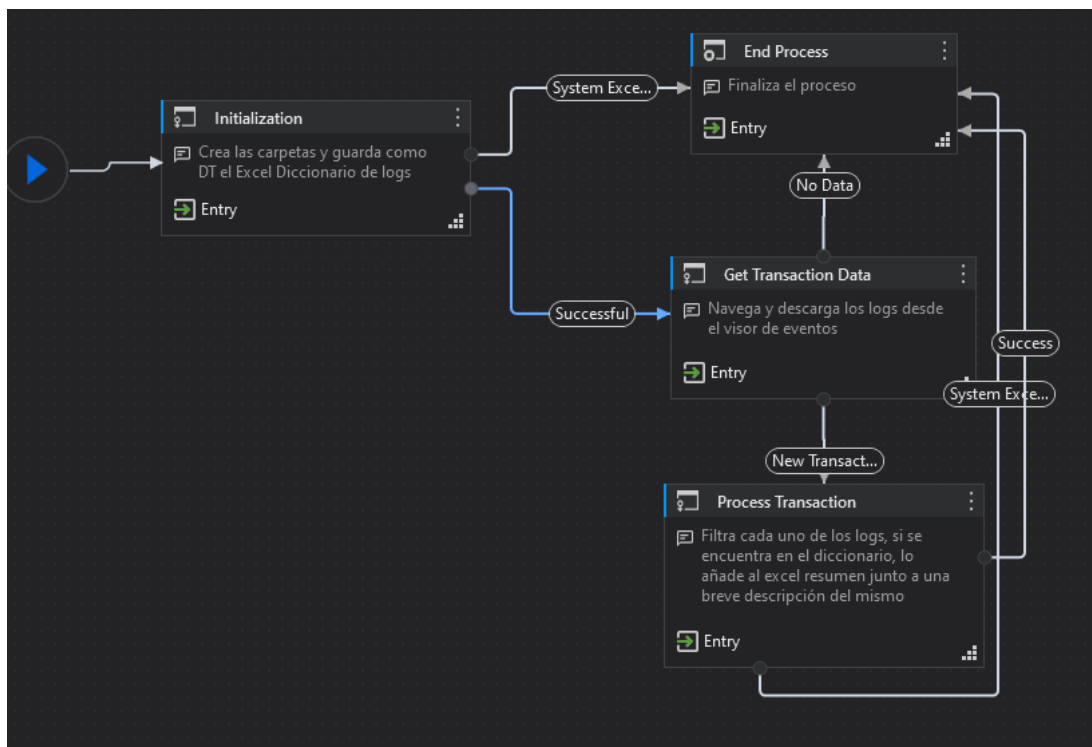 End Process
Finaliza el proceso
Entry
System Exce...
Initialization
Crea las carpetas y guarda como
DT el Excel Diccionario de logs
Entry
No Data
Get Transaction Data
Navega y descarga los logs desde
el visor de eventos
Entry
Successful
Success
System Exce...
New Transact...
Process Transaction
Filtra cada uno de los logs, si se
encuentra en el diccionario, lo
añade al excel resumen junto a una
breve descripción del mismo
Entry